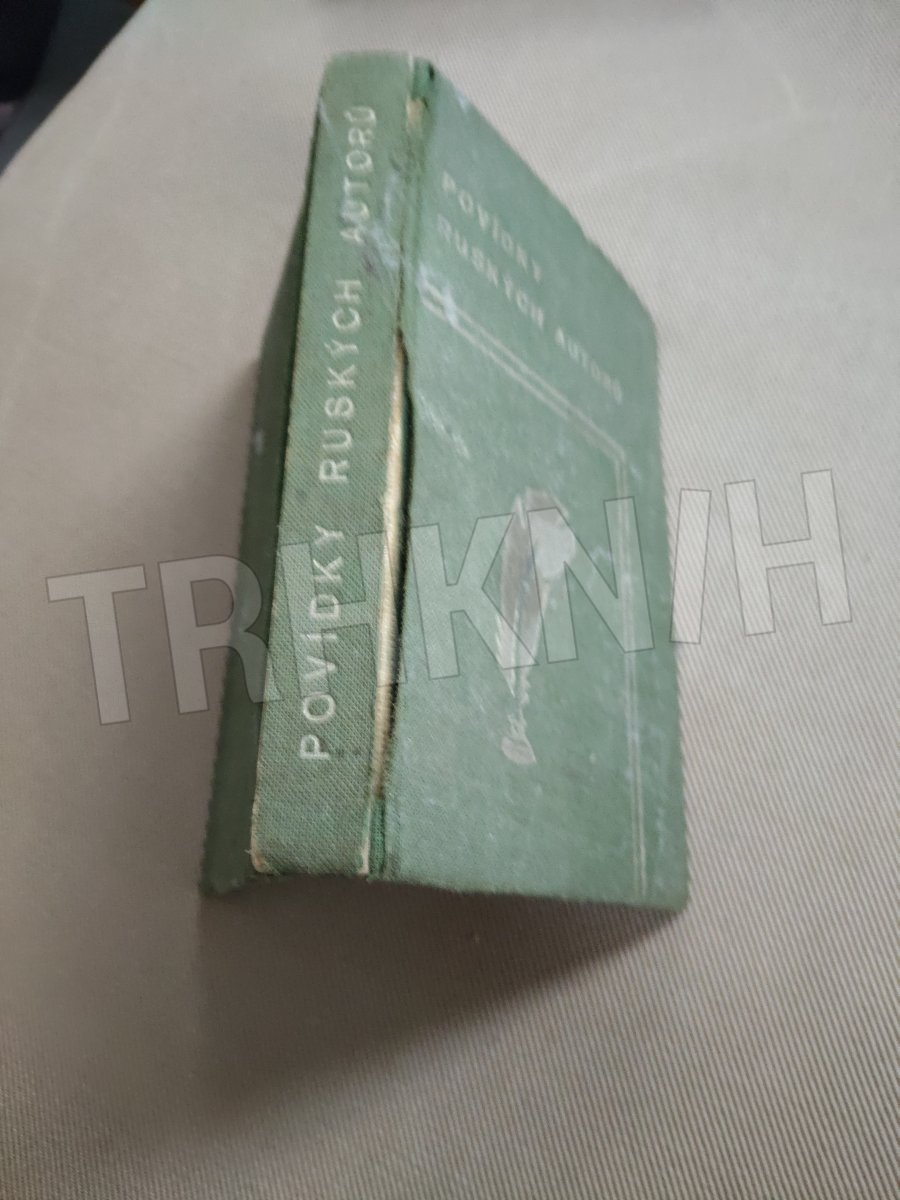 POVÍDKY RUSKÝCH AUTORŮ
POVÍDKY
RUSKÝCH AUTORŮ
TRHKNIH